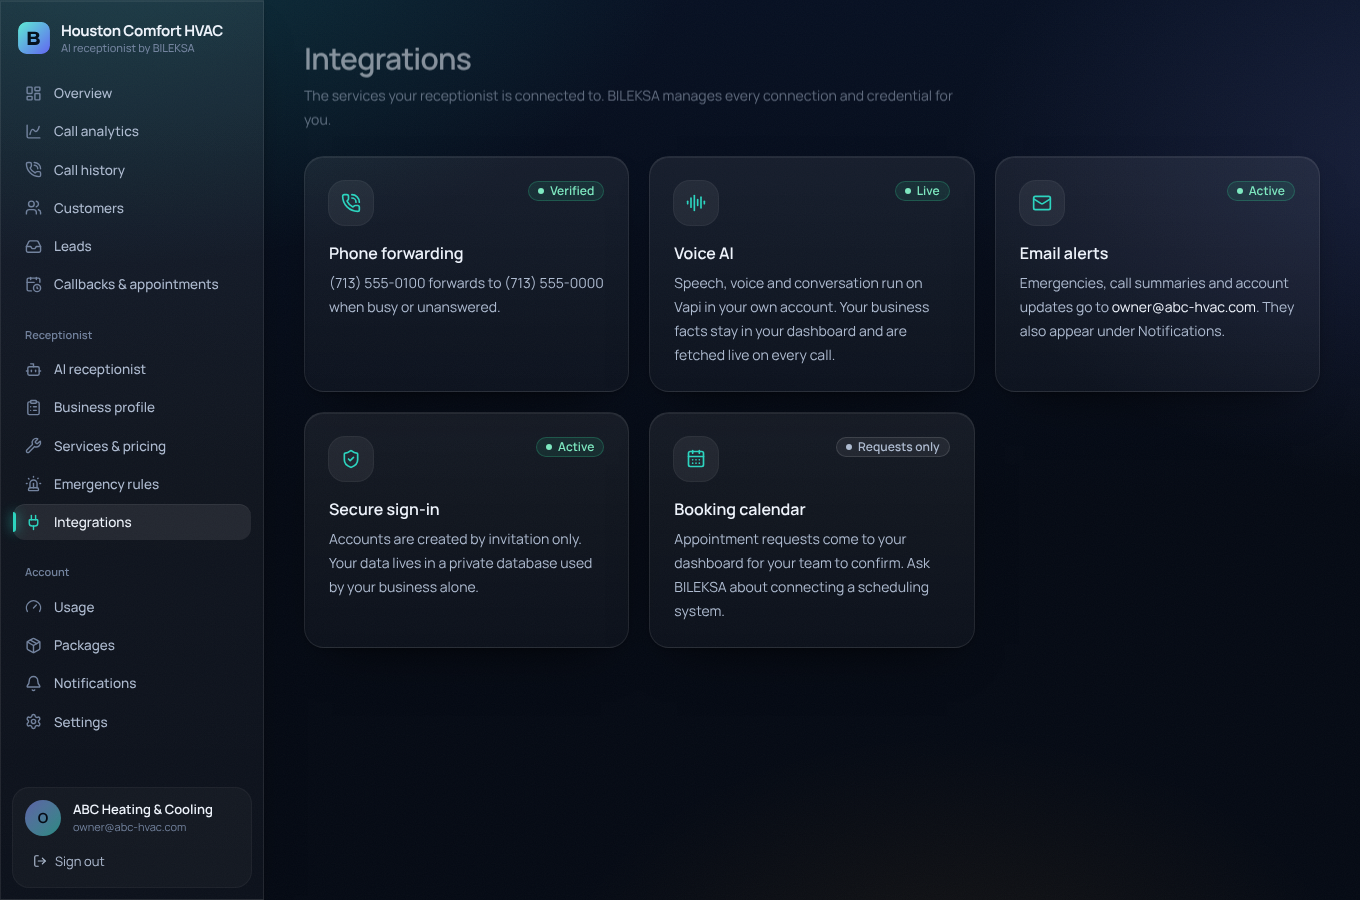 B
Houston Comfort HVAC
AI receptionist by BILEKSA
Overview
Call analytics
Call history
Customers
Leads
Callbacks & appointments
Receptionist
AI receptionist
Business profile
Services & pricing
Emergency rules
Integrations
Account
Usage
Packages
Notifications
Settings
O
ABC Heating & Cooling
owner@abc-hvac.com
Sign out
Integrations
The services your receptionist is connected to. BILEKSA manages every connection and credential for
you.
Verified
Phone forwarding
(713) 555-0100 forwards to (713) 555-0000
when busy or unanswered.
Live
Voice AI
Speech, voice and conversation run on
Vapi in your own account. Your business
facts stay in your dashboard and are
fetched live on every call.
Active
Email alerts
Emergencies, call summaries and account
updates go to owner@abc-hvac.com. They
also appear under Notifications.
Active
Secure sign-in
Accounts are created by invitation only.
Your data lives in a private database used
by your business alone.
Requests only
Booking calendar
Appointment requests come to your
dashboard for your team to confirm. Ask
BILEKSA about connecting a scheduling
system.